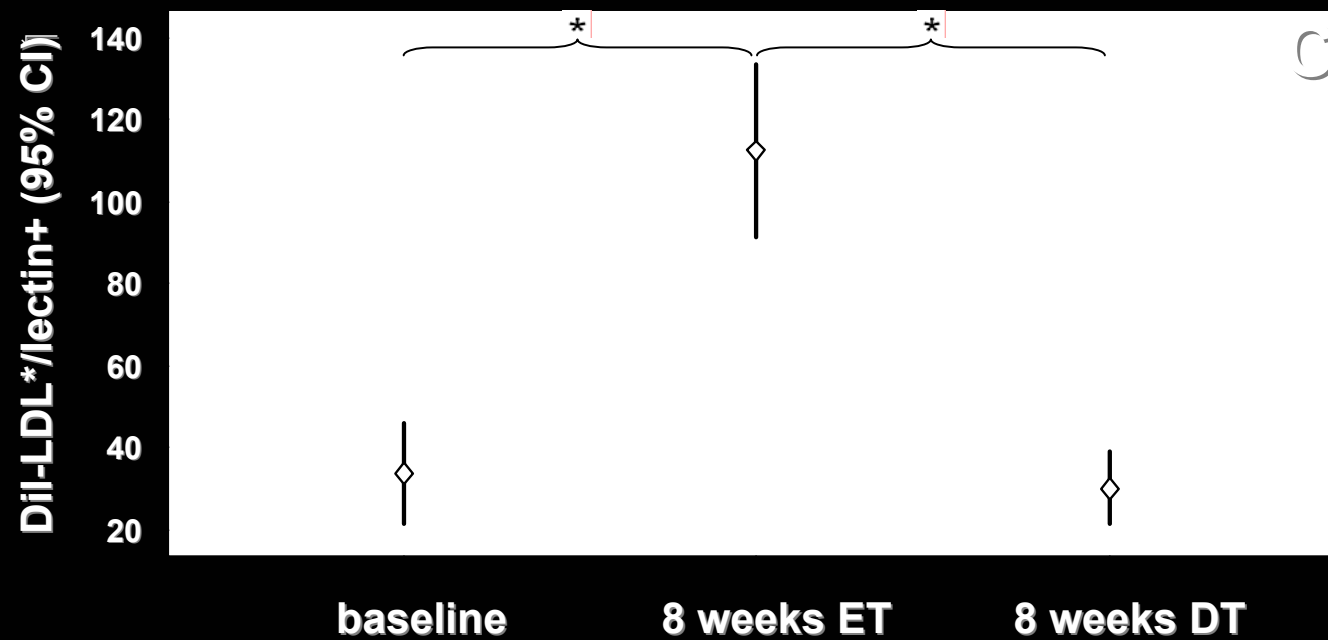 DiI-LDL*/lectin+ (95% CI)
140
120
100
80
60
40
20
*
*
C
baseline
8 weeks ET
8 weeks DT